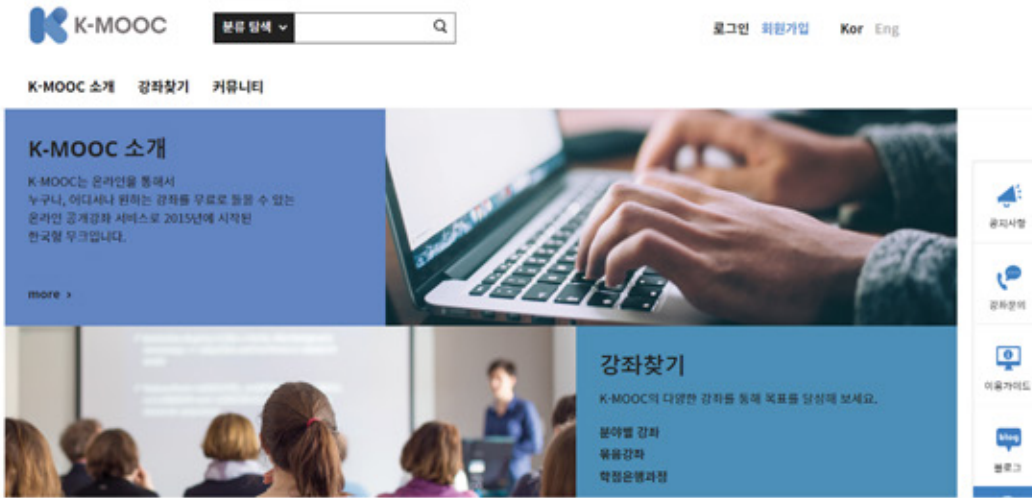 K-MOOC
분류 탐색
로그인 회원가입 Kor Eng
K-MOOC 소개 강좌찾기 커뮤니티
K-MOOC 소개
K-MOOC는 온라인을 통해서
누구나, 어디서나 원하는 강좌를 무료로 들을 수 있는
온라인 공개강좌 서비스로 2015년에 시작된
한국형 무크입니다.
more >
공지사항
강좌문의
이용가이드
blog
블로그
강좌찾기
K-MOOC의 다양한 강좌를 통해 목표를 달성해 보세요.
분야별 강좌
묶음강좌
학점은행과정